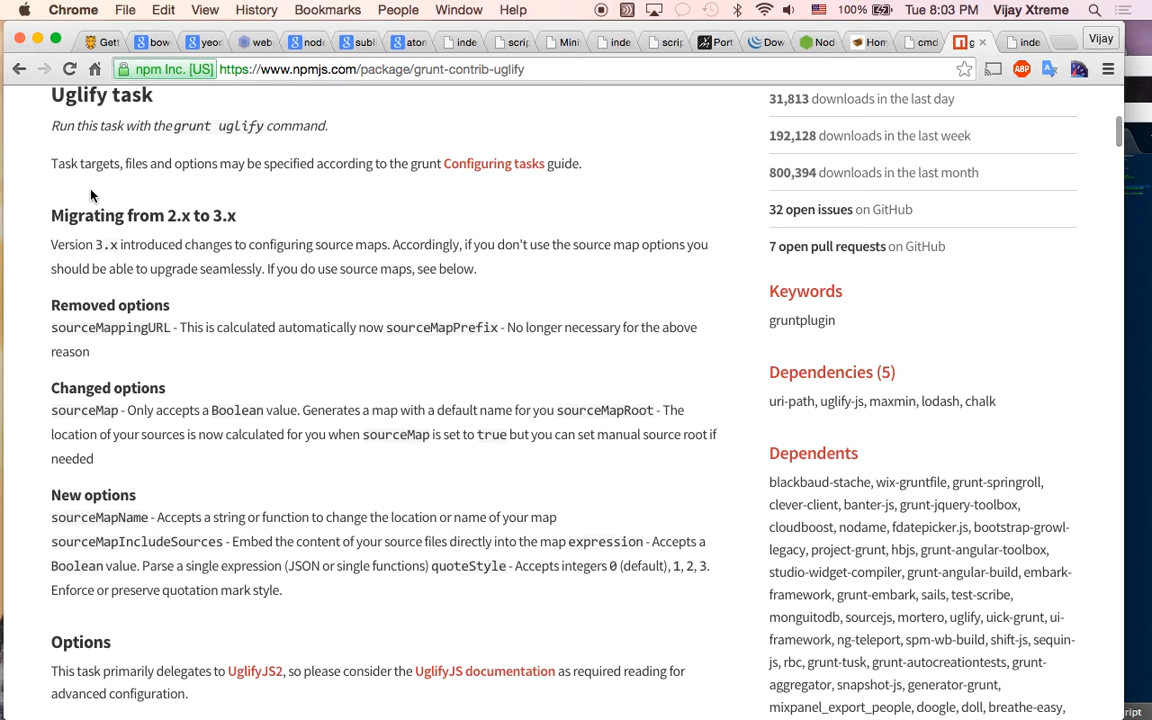 Chrome File Edit View History Bookmarks People Window Help 100% Tue 8:03 PM Vijay Xtreme
Gett bow yeor web nod subl aton inde scrip Mini inde scrip Port Dow Nod Hom cmd g inde Vijay
npm Inc. [US] https://www.npmjs.com/package/grunt-contrib-uglify ABP
Uglify task
Run this task with the grunt uglify command.
Task targets, files and options may be specified according to the grunt Configuring tasks guide.
Migrating from 2.x to 3.x
Version 3.x introduced changes to configuring source maps. Accordingly, if you don't use the source map options you
should be able to upgrade seamlessly. If you do use source maps, see below.
Removed options
sourceMappingURL - This is calculated automatically now sourceMapPrefix - No longer necessary for the above
reason
Changed options
sourceMap - Only accepts a Boolean value. Generates a map with a default name for you sourceMapRoot - The
location of your sources is now calculated for you when sourceMap is set to true but you can set manual source root if
needed
New options
sourceMapName - Accepts a string or function to change the location or name of your map
sourceMapIncludeSources - Embed the content of your source files directly into the map expression - Accepts a
Boolean value. Parse a single expression (JSON or single functions) quoteStyle - Accepts integers 0 (default), 1, 2, 3.
Enforce or preserve quotation mark style.
Options
This task primarily delegates to UglifyJS2, so please consider the UglifyJS documentation as required reading for
advanced configuration.
31,813 downloads in the last day
192,128 downloads in the last week
800,394 downloads in the last month
32 open issues on GitHub
7 open pull requests on GitHub
Keywords
gruntplugin
Dependencies (5)
uri-path, uglify-js, maxmin, lodash, chalk
Dependents
blackbaud-stache, wix-gruntfile, grunt-springroll,
clever-client, banter-js, grunt-jquery-toolbox,
cloudboost, nodame, fdatepicker.js, bootstrap-growl-
legacy, project-grunt, hbjs, grunt-angular-toolbox,
studio-widget-compiler, grunt-angular-build, embark-
framework, grunt-embark, sails, test-scribe,
monguitodb, sourcejs, mortero, uglify, uick-grunt, ui-
framework, ng-teleport, spm-wb-build, shift-js, sequin-
js, rbc, grunt-tusk, grunt-autocreationtests, grunt-
aggregator, snapshot-js, generator-grunt,
mixpanel_export_people, doogle, doll, breathe-easy,
ript